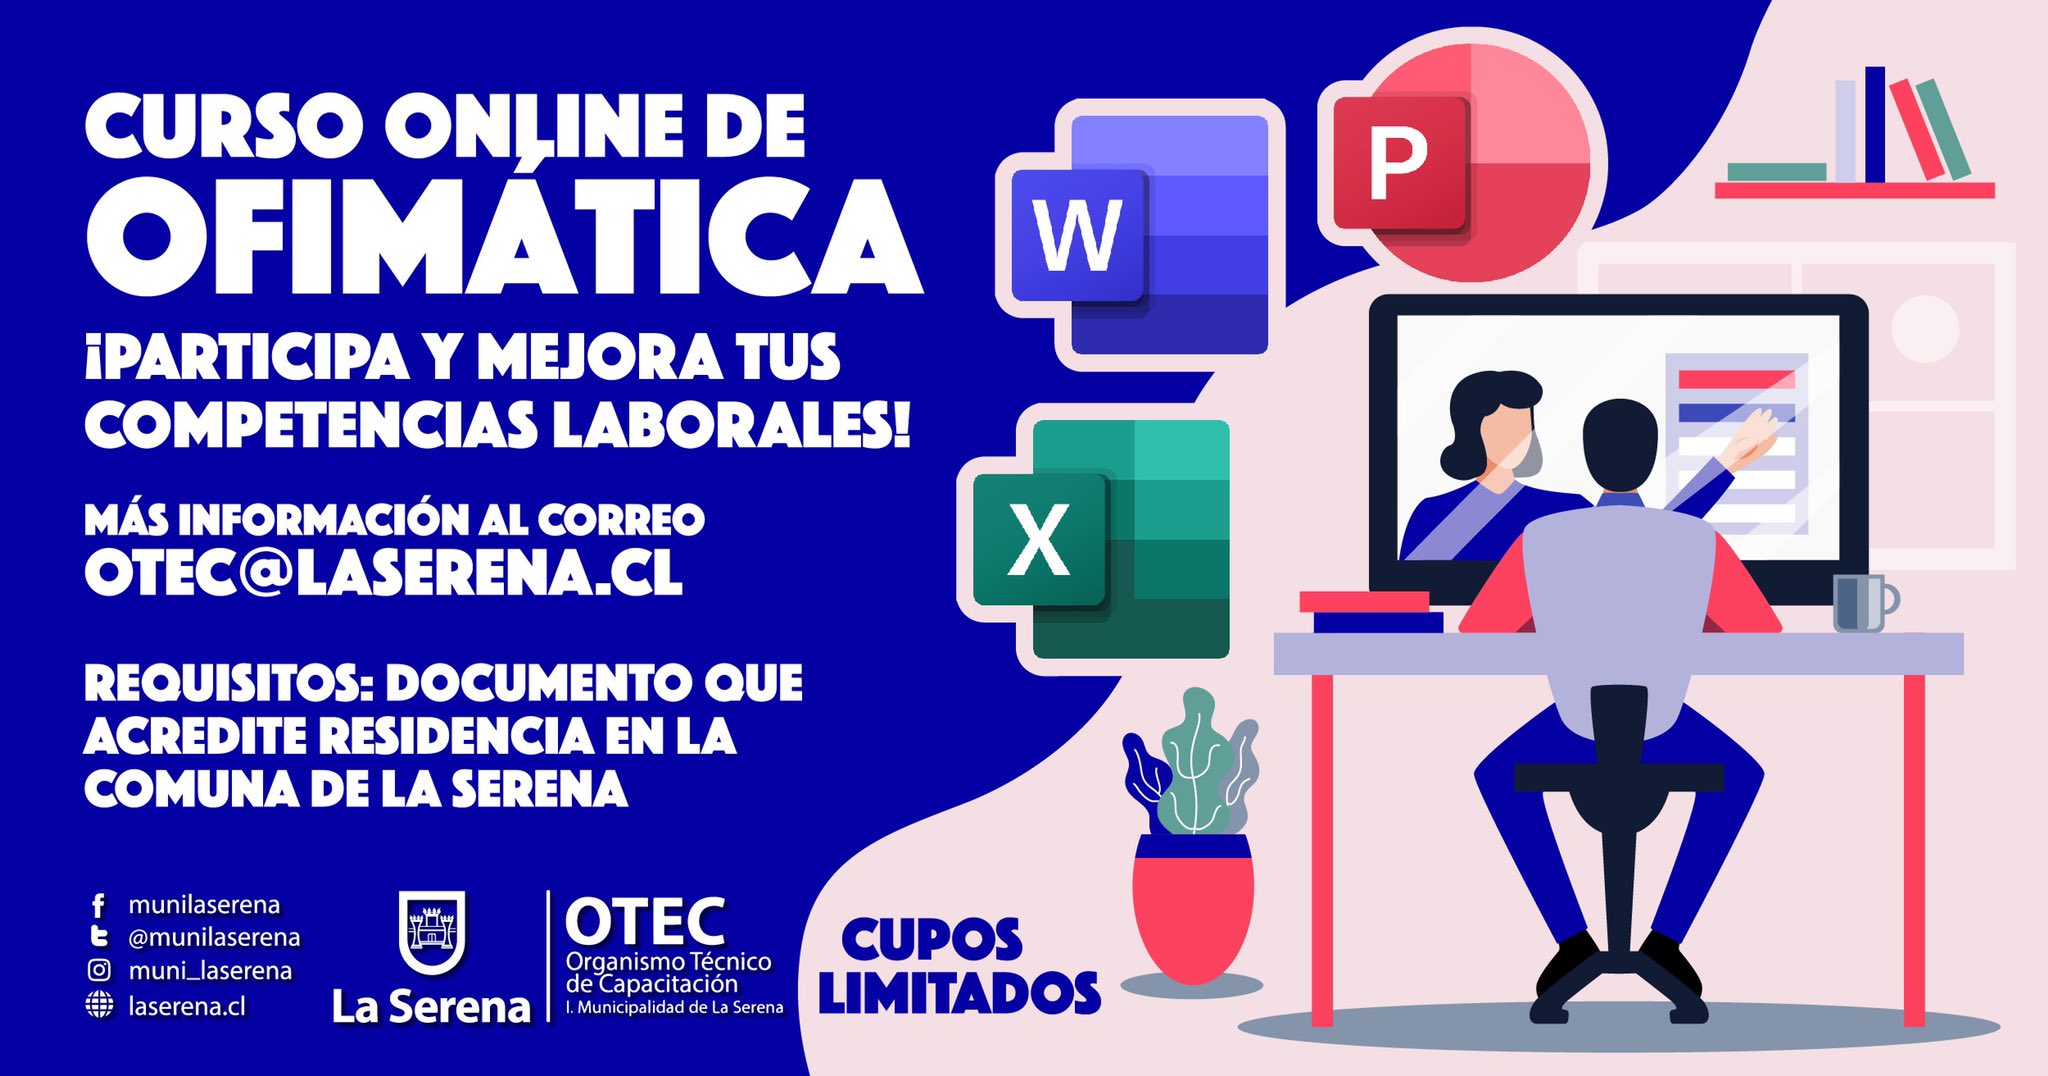 CURSO ONLINE DE
OFIMÁTICA
¡PARTICIPA Y MEJORA TUS
COMPETENCIAS LABORALES!
MÁS INFORMACIÓN AL CORREO
OTEC@LASERENA.CL
REQUISITOS: DOCUMENTO QUE
ACREDITE RESIDENCIA EN LA
COMUNA DE LA SERENA
munilaserena
@munilaserena
muni_laserena
laserena.cl
La Serena
OTEC
Organismo Técnico
de Capacitación
I. Municipalidad de La Serena
CUPOS
LIMITADOS
W
P
X